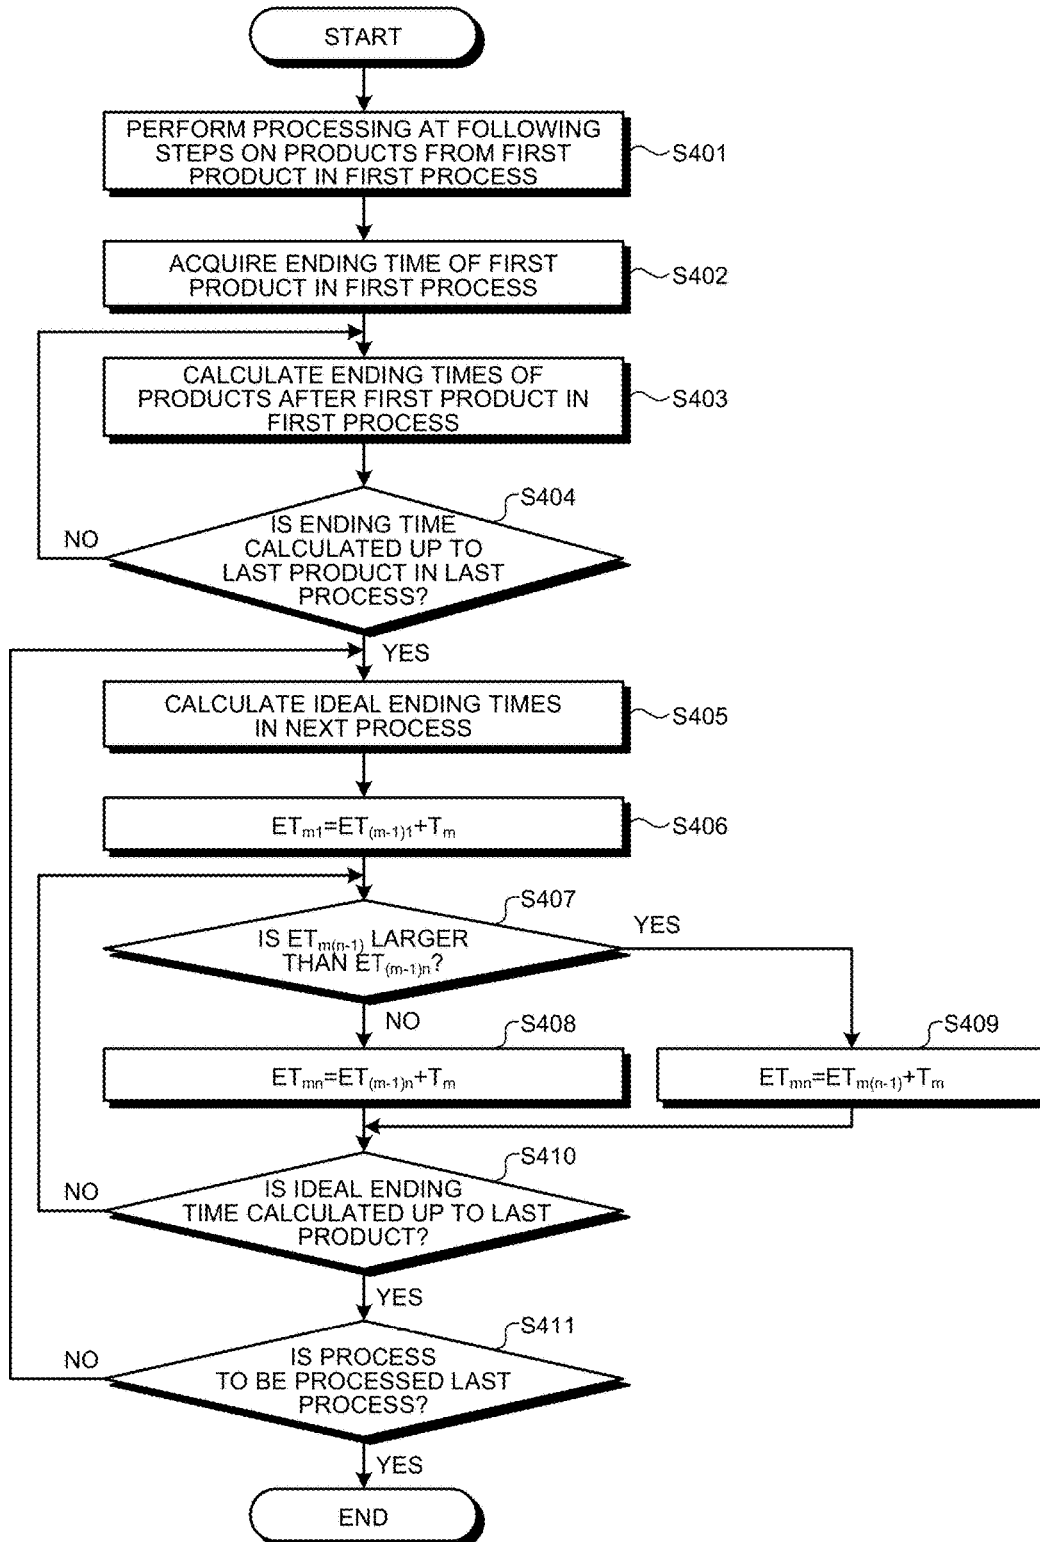 START
PERFORM PROCESSING AT FOLLOWING
STEPS ON PRODUCTS FROM FIRST
PRODUCT IN FIRST PROCESS
S401
ACQUIRE ENDING TIME OF FIRST
PRODUCT IN FIRST PROCESS
S402
CALCULATE ENDING TIMES OF
PRODUCTS AFTER FIRST PRODUCT IN
FIRST PROCESS
S403
S404
IS ENDING TIME
CALCULATED UP TO
LAST PRODUCT IN LAST
PROCESS?
NO
YES
CALCULATE IDEAL ENDING TIMES
IN NEXT PROCESS
S405
ETm1=ET(m-1)1+Tm
S406
S407
IS ETm(n-1) LARGER
THAN ET(m-1)n?
YES
NO
S408
ETmn=ET(m-1)n+Tm
S409
ETmn=ETm(n-1)+Tm
S410
IS IDEAL ENDING
TIME CALCULATED UP TO LAST
PRODUCT?
NO
YES
S411
IS PROCESS
TO BE PROCESSED LAST
PROCESS?
NO
YES
END